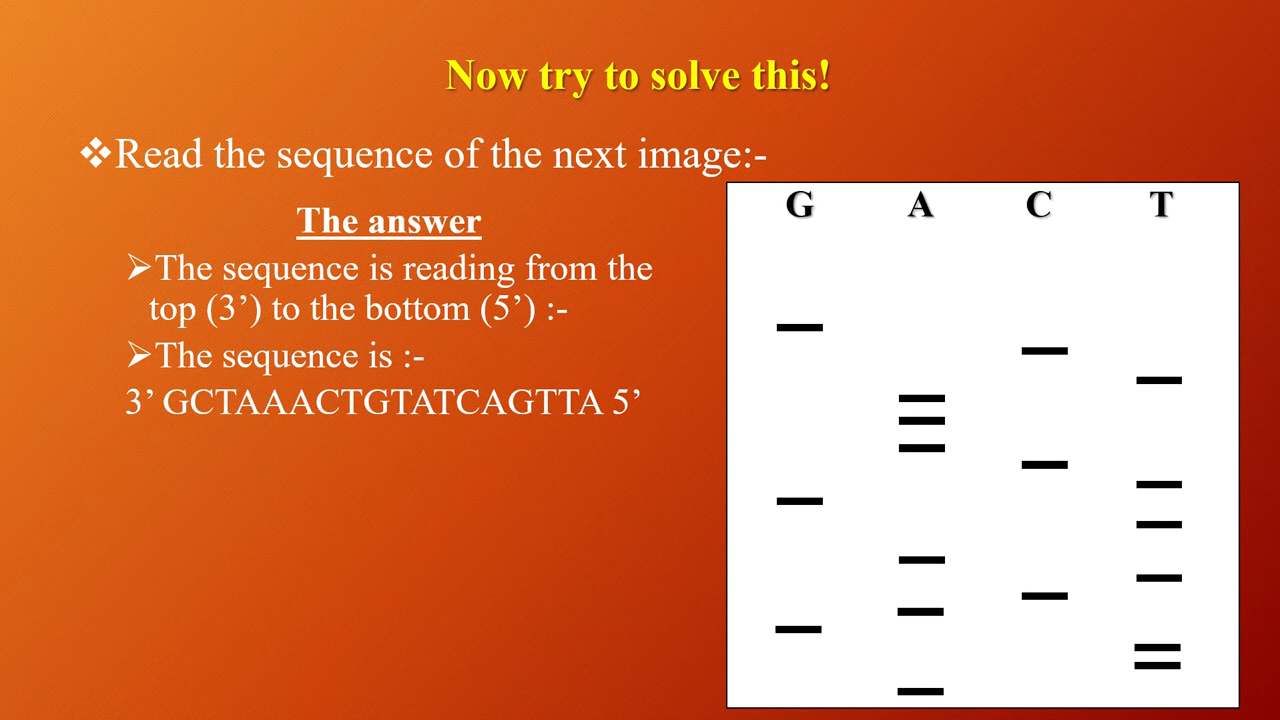 Now try to solve this!
❖Read the sequence of the next image:-
The answer
➢The sequence is reading from the
top (3’) to the bottom (5’) :-
➢The sequence is :-
3’ GCTAAACTGTATCAGTTA 5’
G A C T